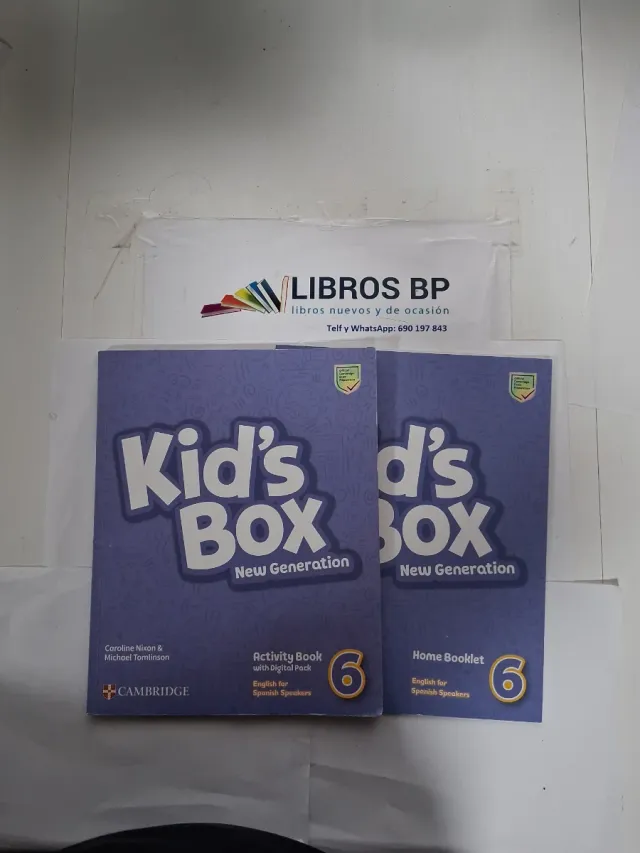 LIBROS BP
libros nuevos y de ocasión
Telf y WhatsApp: 690 197 843
Kid's
BOX
New Generation
Caroline Nixon &
Michael Tomlinson
Activity Book
with Digital Pack
6
English for
Spanish Speakers
CAMBRIDGE
d's
BOX
New Generation
Home Booklet
6
English for
Spanish Speakers